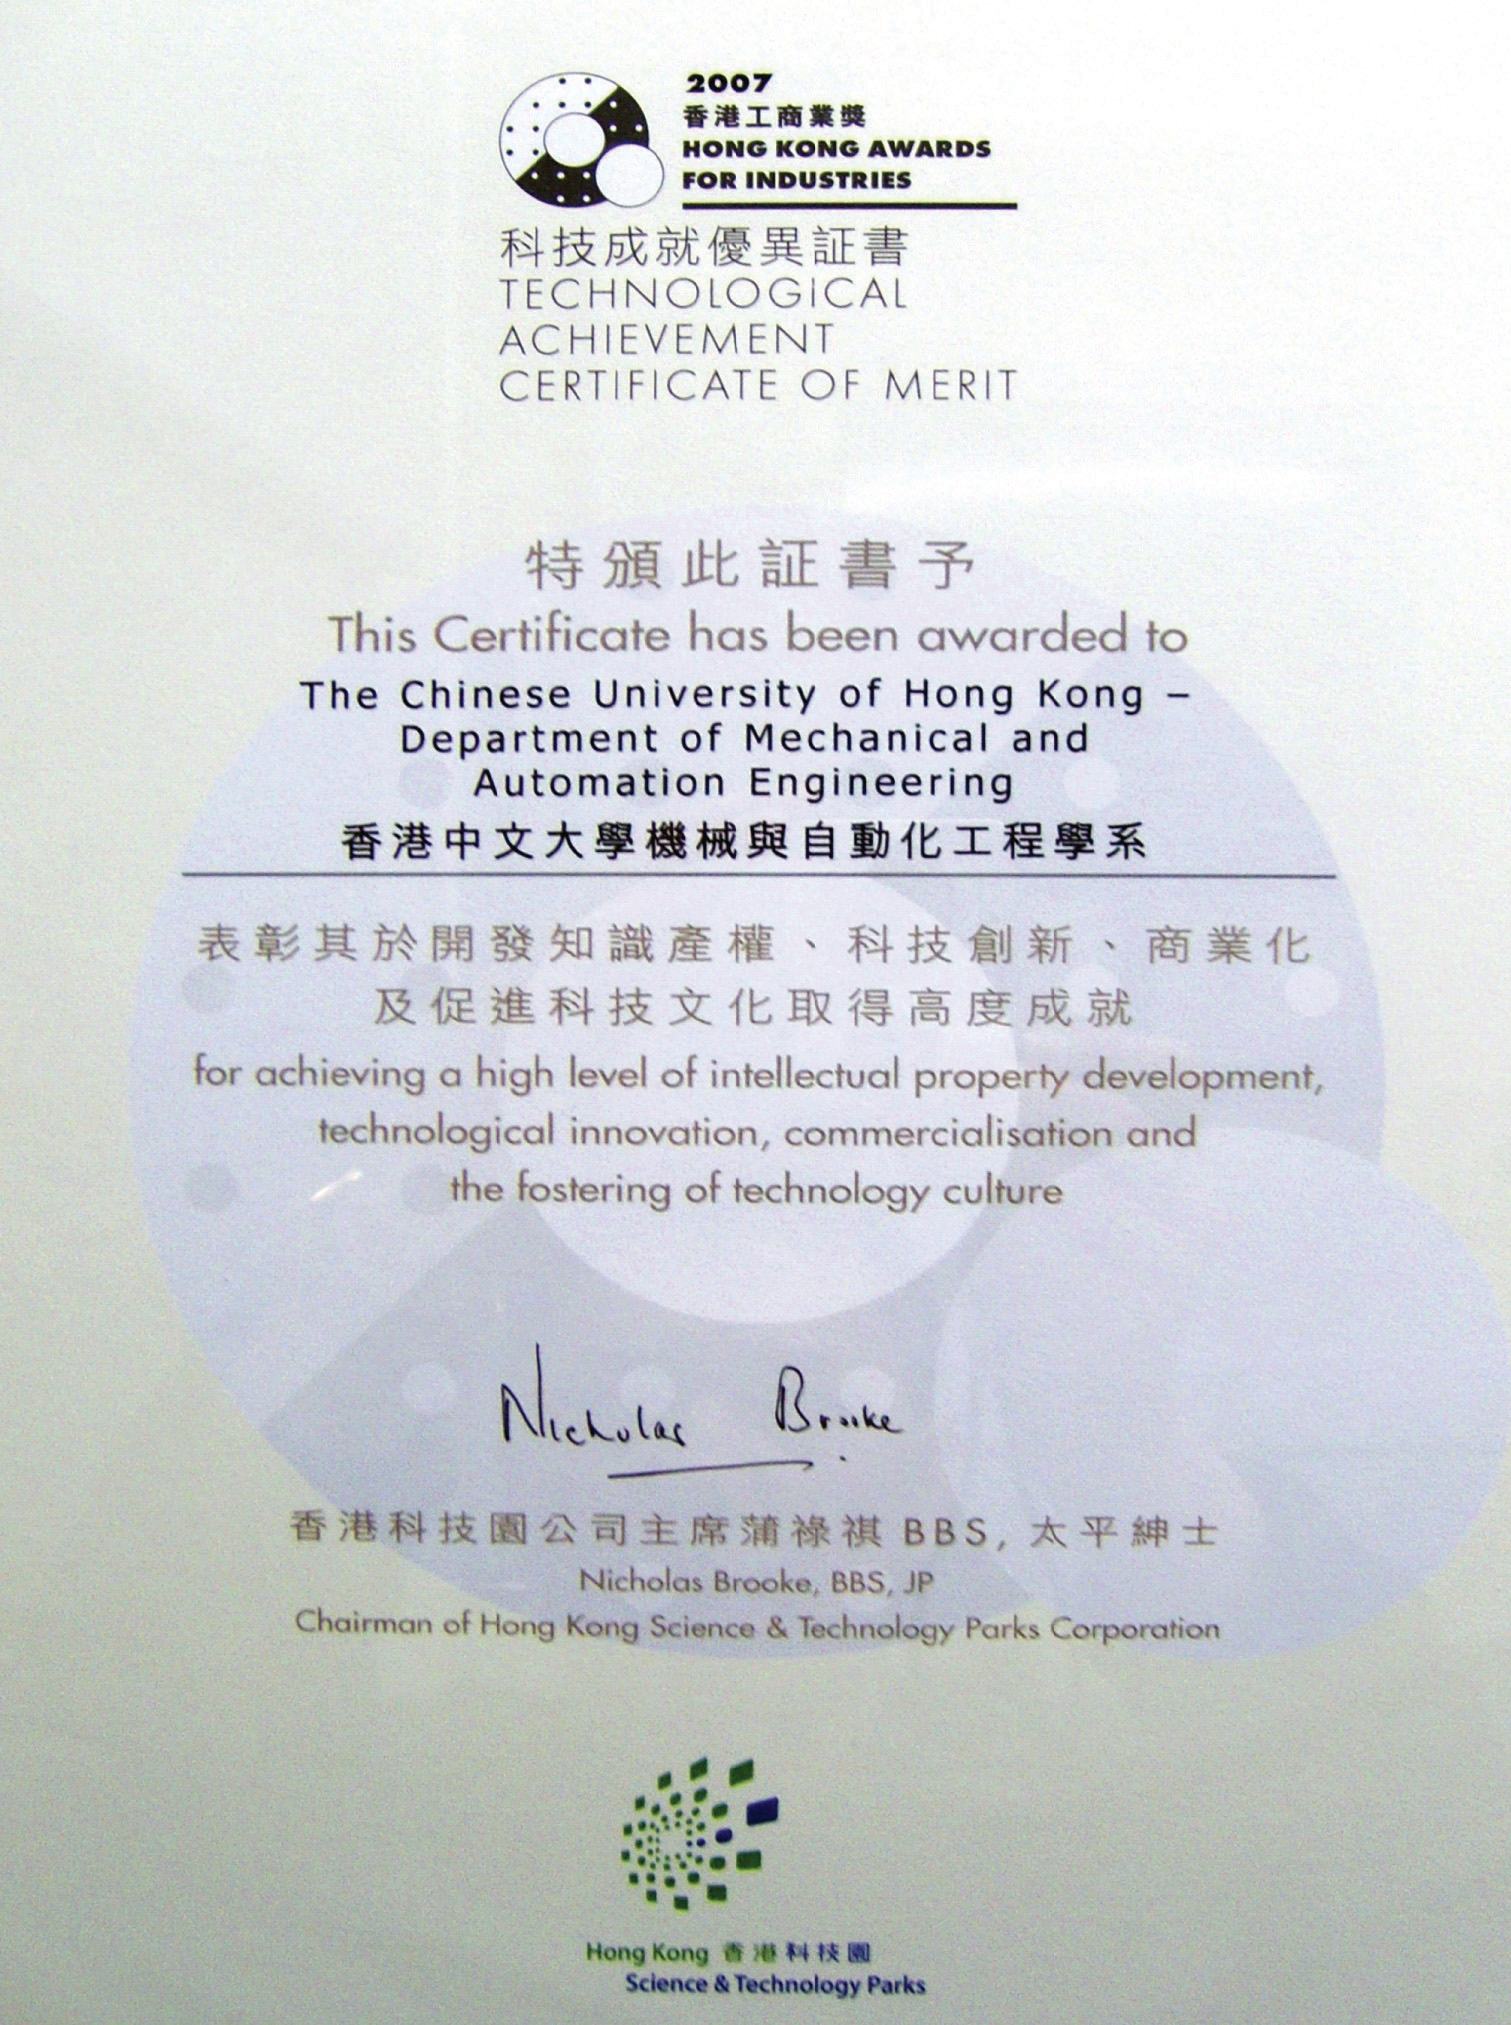 2007
香港工商業獎
HONG KONG AWARDS
FOR INDUSTRIES
科技成就優異証書
TECHNOLOGICAL
ACHIEVEMENT
CERTIFICATE OF MERIT
特頒此証書予
This Certificate has been awarded to
The Chinese University of Hong Kong –
Department of Mechanical and
Automation Engineering
香港中文大學機械與自動化工程學系
表彰其於開發知識產權、科技創新、商業化
及促進科技文化取得高度成就
for achieving a high level of intellectual property development,
technological innovation, commercialisation and
the fostering of technology culture
Nicholas Brooke
香港科技園公司主席蒲祿祺 BBS, 太平紳士
Nicholas Brooke, BBS, JP
Chairman of Hong Kong Science & Technology Parks Corporation
Hong Kong 香港科技園
Science & Technology Parks